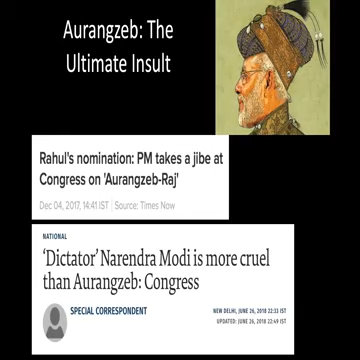 Aurangzeb: The
Ultimate Insult
Rahul's nomination: PM takes a jibe at
Congress on 'Aurangzeb-Raj'
Dec 04, 2017, 14:41 IST | Source: Times Now
NATIONAL
‘Dictator’ Narendra Modi is more cruel
than Aurangzeb: Congress
SPECIAL CORRESPONDENT
NEW DELHI, JUNE 26, 2018 22:33 IST
UPDATED: JUNE 26, 2018 22:49 IST